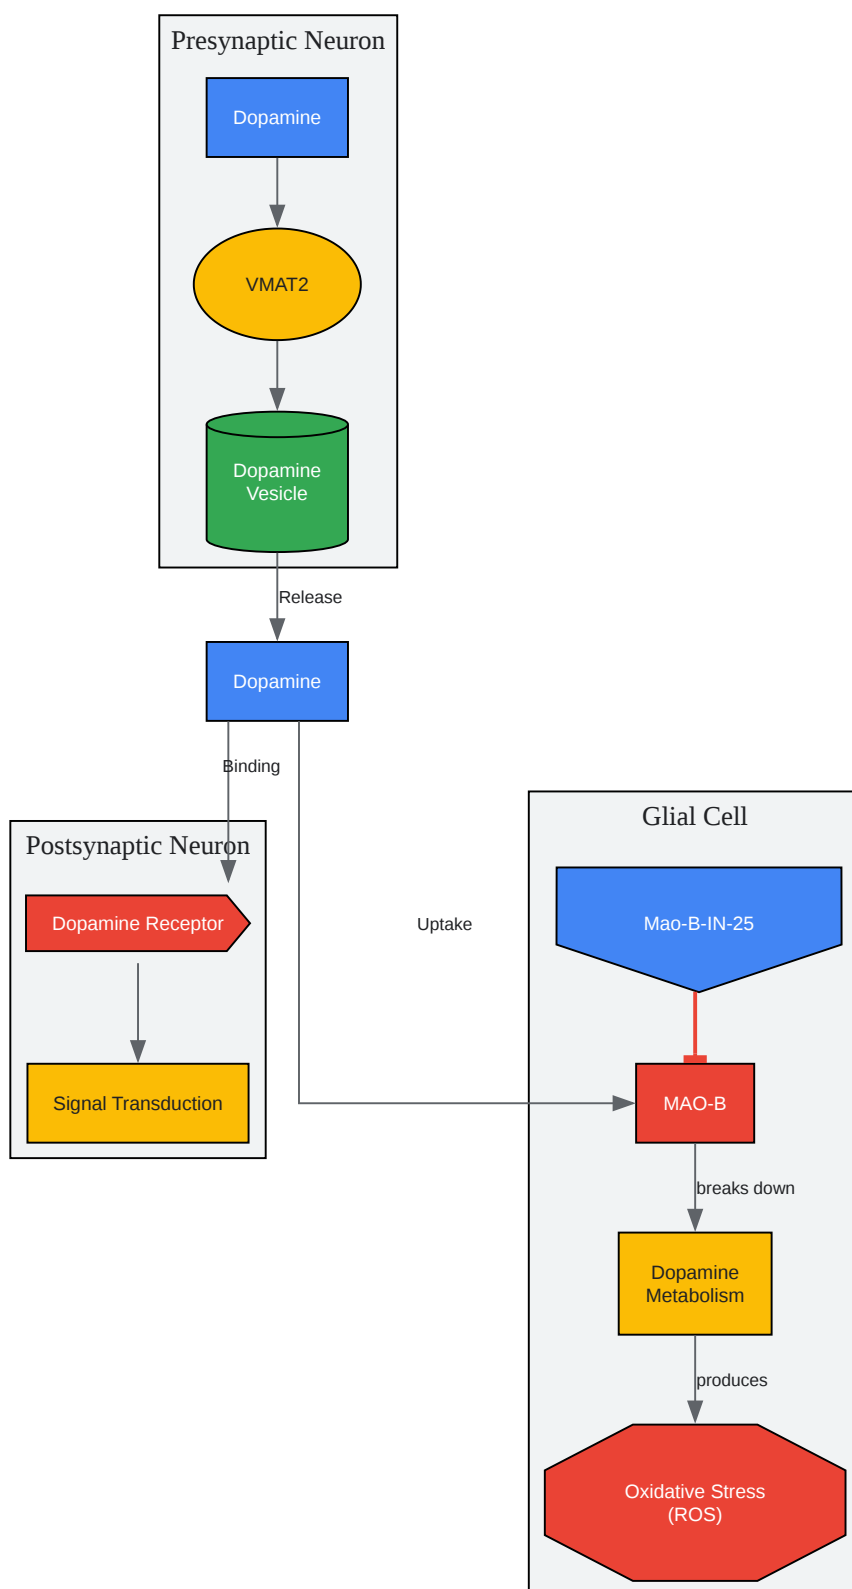 Presynaptic Neuron
Dopamine
VMAT2
Dopamine
Vesicle
Release
Dopamine
Binding
Postsynaptic Neuron
Dopamine Receptor
Signal Transduction
Uptake
Glial Cell
Mao-B-IN-25
MAO-B
breaks down
Dopamine
Metabolism
produces
Oxidative Stress
(ROS)